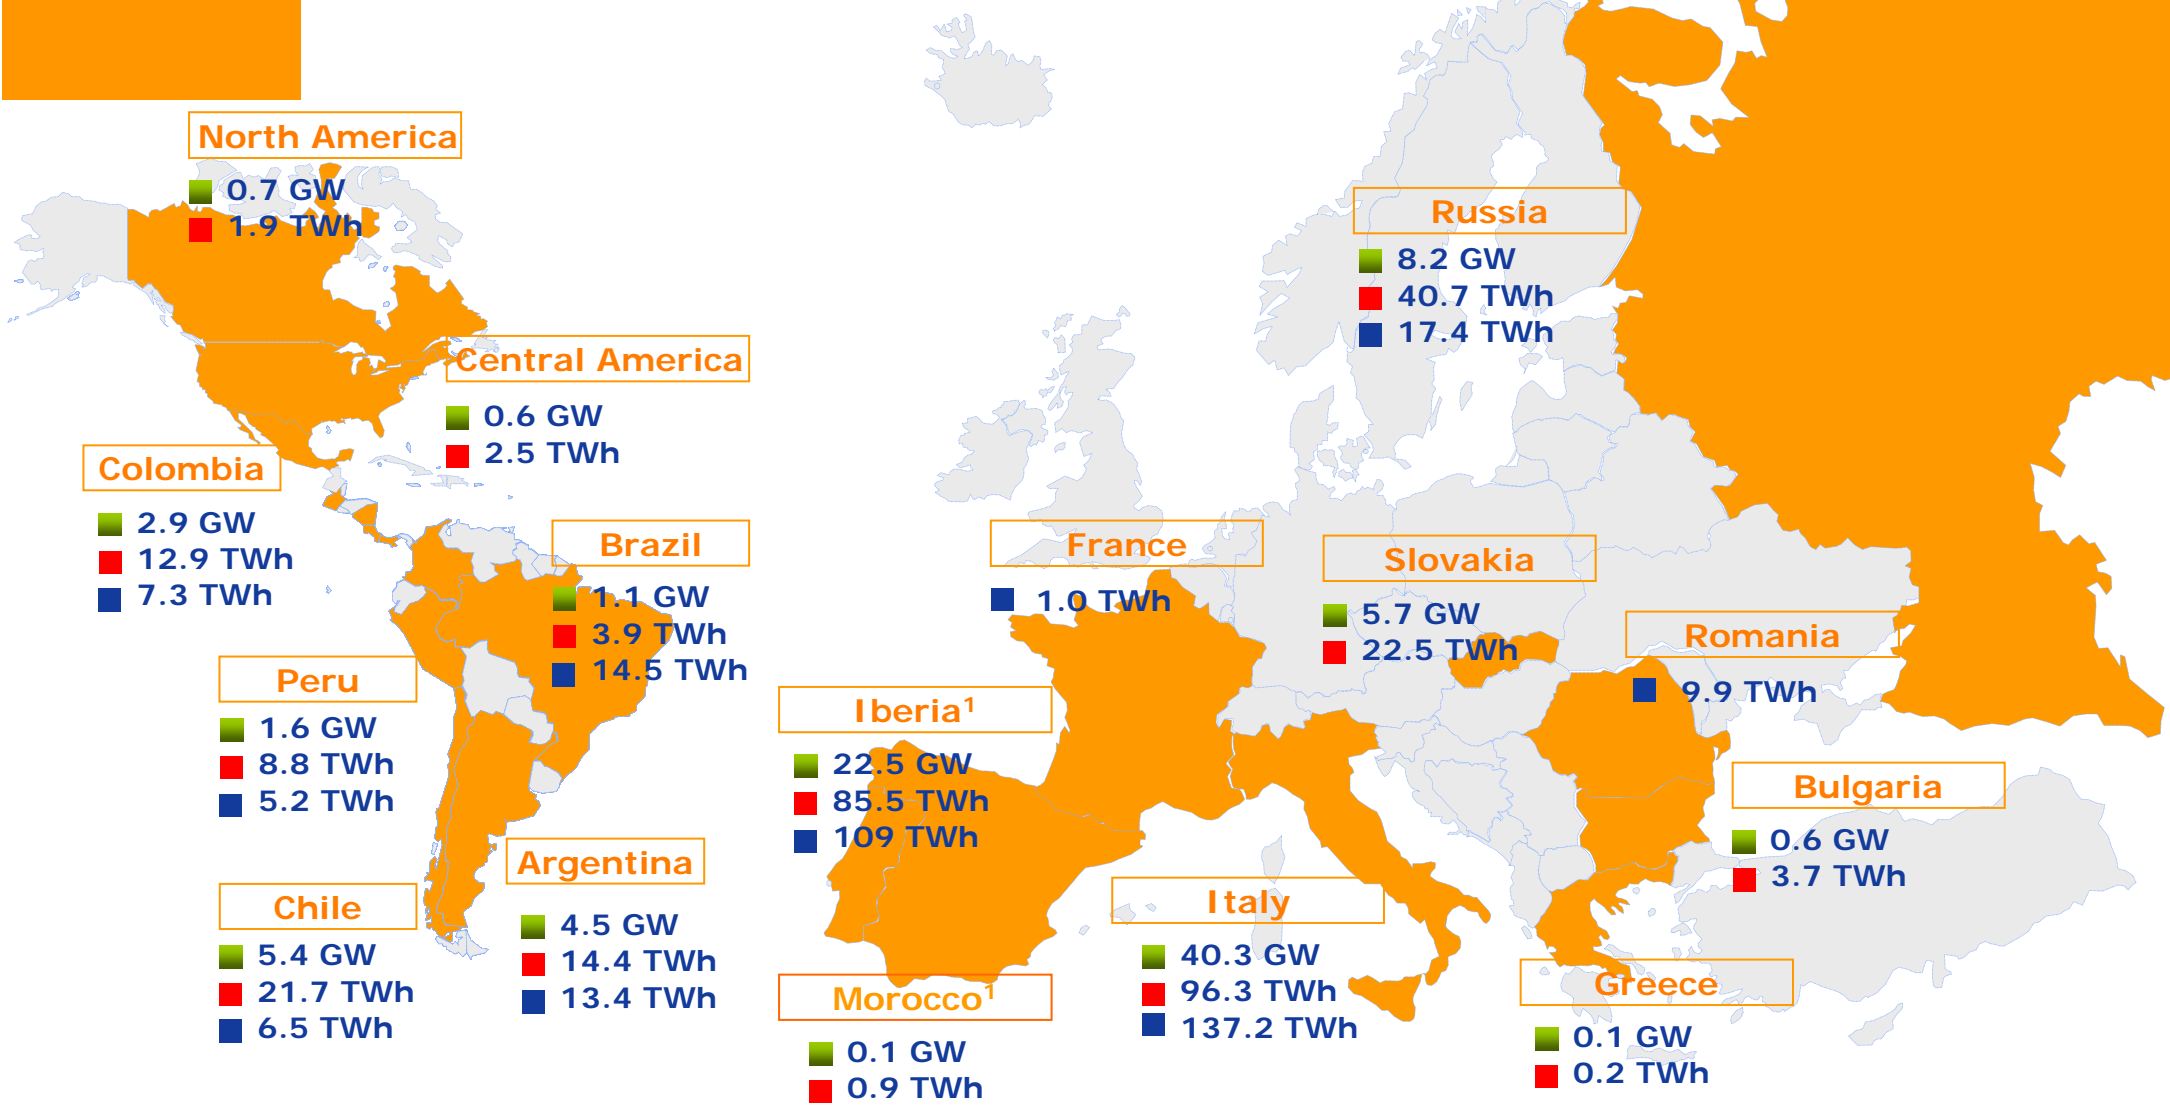 North America
0.7 GW
1.9 TWh
Central America
0.6 GW
2.5 TWh
Colombia
2.9 GW
12.9 TWh
7.3 TWh
Brazil
1.1 GW
3.9 TWh
14.5 TWh
Peru
1.6 GW
8.8 TWh
5.2 TWh
Argentina
4.5 GW
14.4 TWh
13.4 TWh
Chile
5.4 GW
21.7 TWh
6.5 TWh
Russia
8.2 GW
40.7 TWh
17.4 TWh
France
1.0 TWh
Slovakia
5.7 GW
22.5 TWh
Romania
9.9 TWh
Iberia¹
22.5 GW
85.5 TWh
109 TWh
Bulgaria
0.6 GW
3.7 TWh
Italy
40.3 GW
96.3 TWh
137.2 TWh
Morocco¹
0.1 GW
0.9 TWh
Greece
0.1 GW
0.2 TWh